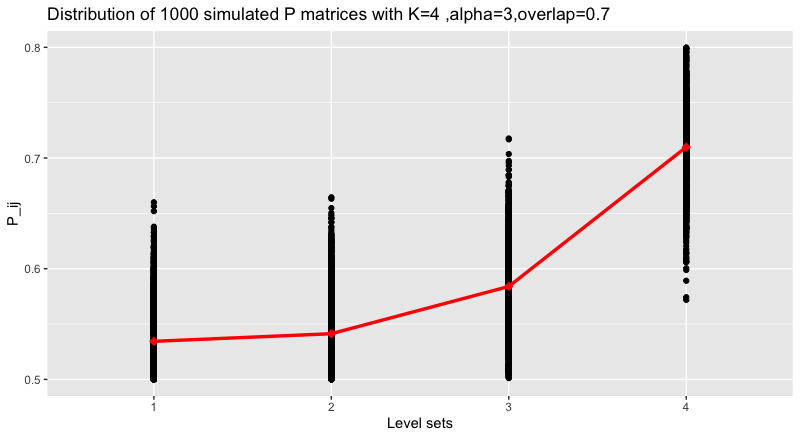 Distribution of 1000 simulated P matrices with K=4 ,alpha=3,overlap=0.7
0.8
0.7
0.6
0.5
P_ij
1 2 3 4
Level sets